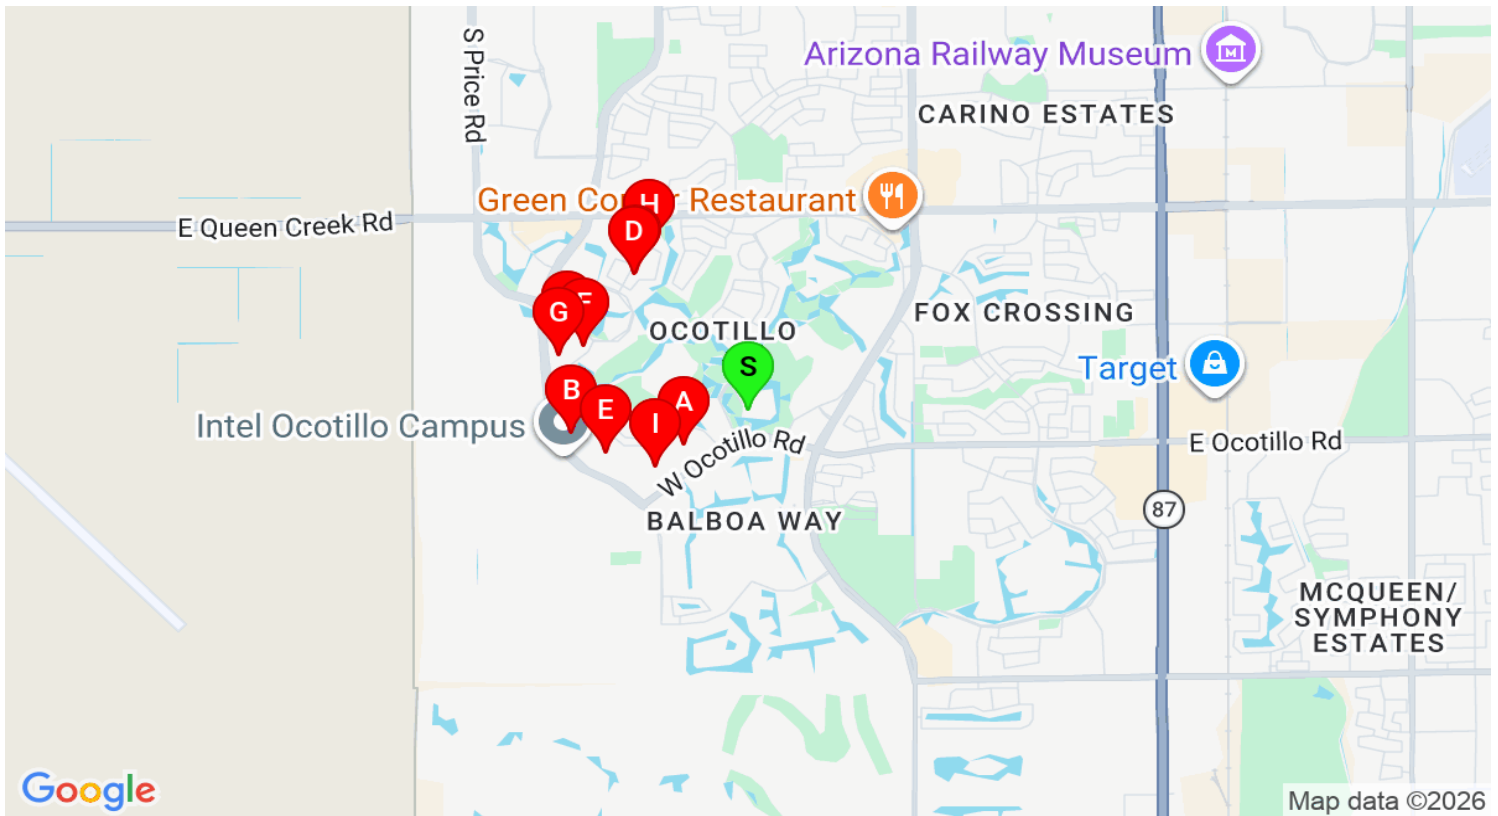 S Price Rd
Arizona Railway Museum
CARINO ESTATES
H
Green Restaurant
E Queen Creek Rd
D
G
FOX CROSSING
OCOTILLO
Target
S
B
A
E
I
Intel Ocotillo Campus
W Ocotillo Rd
E Ocotillo Rd
87
BALBOA WAY
MCQUEEN/
SYMPHONY
ESTATES
Google
Map data ©2026